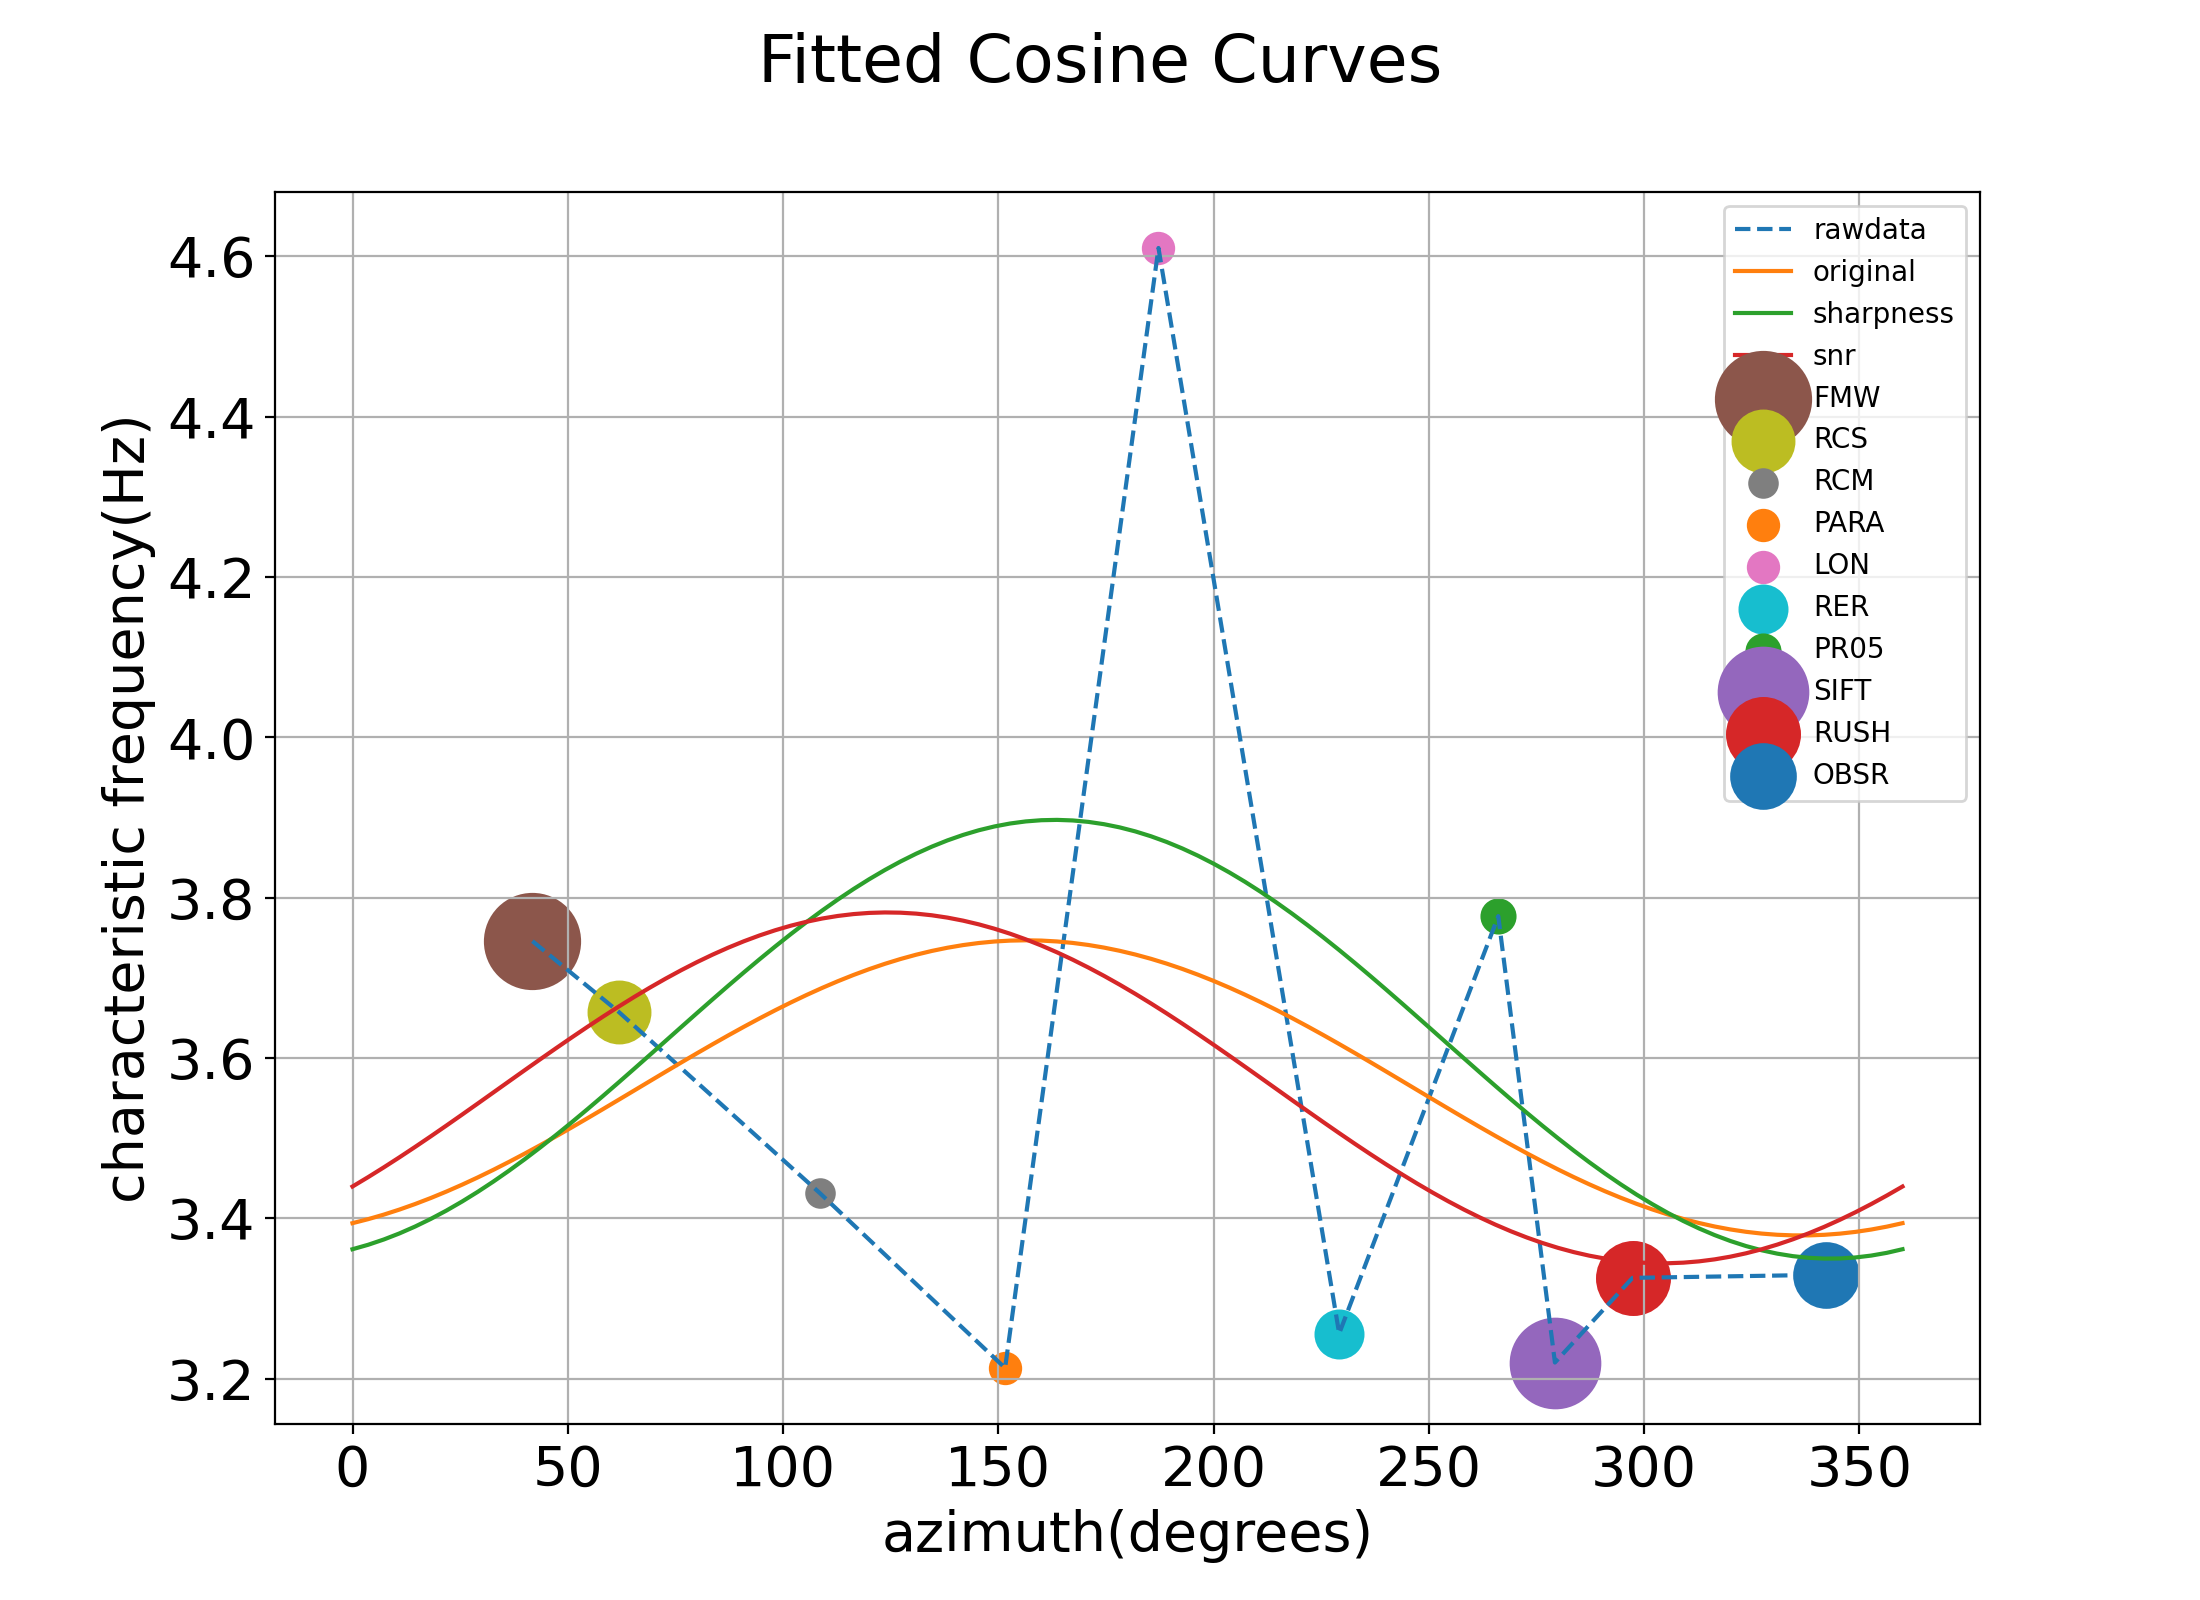 Fitted Cosine Curves
characteristic frequency(Hz)
4.6
4.4
4.2
4.0
3.8
3.6
3.4
3.2
rawdata
original
sharpness
snr
FMW
RCS
RCM
PARA
LON
RER
PR05
SIFT
RUSH
OBSR
0 50 100 150 200 250 300 350
azimuth(degrees)